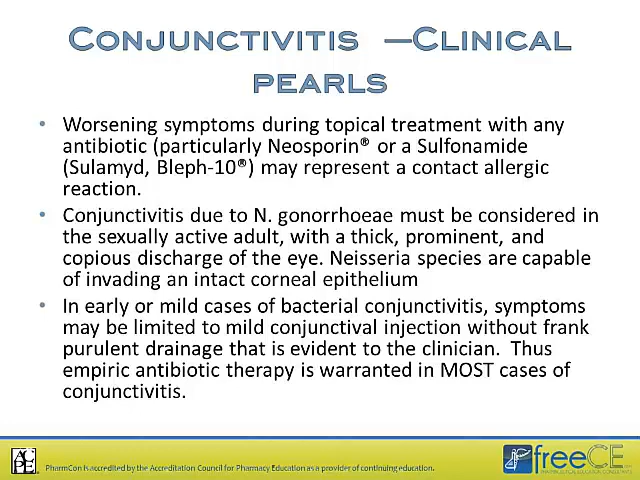 CONJUNCTIVITIS —CLINICAL
PEARLS
• Worsening symptoms during topical treatment with any
antibiotic (particularly Neosporin® or a Sulfonamide
(Sulamyd, Bleph-10®) may represent a contact allergic
reaction.
• Conjunctivitis due to N. gonorrhoeae must be considered in
the sexually active adult, with a thick, prominent, and
copious discharge of the eye. Neisseria species are capable
of invading an intact corneal epithelium
• In early or mild cases of bacterial conjunctivitis, symptoms
may be limited to mild conjunctival injection without frank
purulent drainage that is evident to the clinician.  Thus
empiric antibiotic therapy is warranted in MOST cases of
conjunctivitis.
ACPE PharmCon is accredited by the Accreditation Council for Pharmacy Education as a provider of continuing education.
freeCE